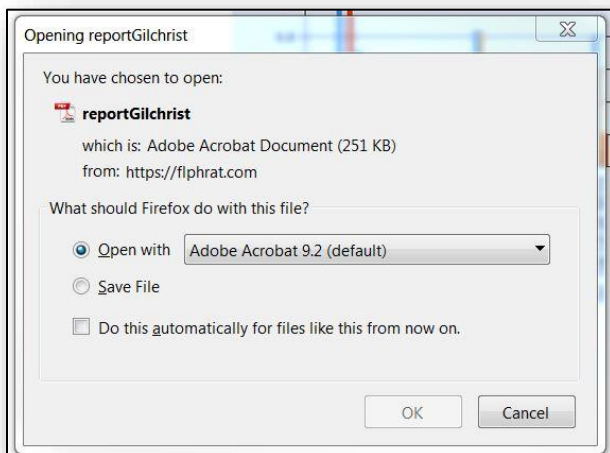 Opening reportGilchrist
You have chosen to open:
reportGilchrist
which is: Adobe Acrobat Document (251 KB)
from: https://flphrat.com
What should Firefox do with this file?
Open with Adobe Acrobat 9.2 (default)
Save File
Do this automatically for files like this from now on.
OK Cancel